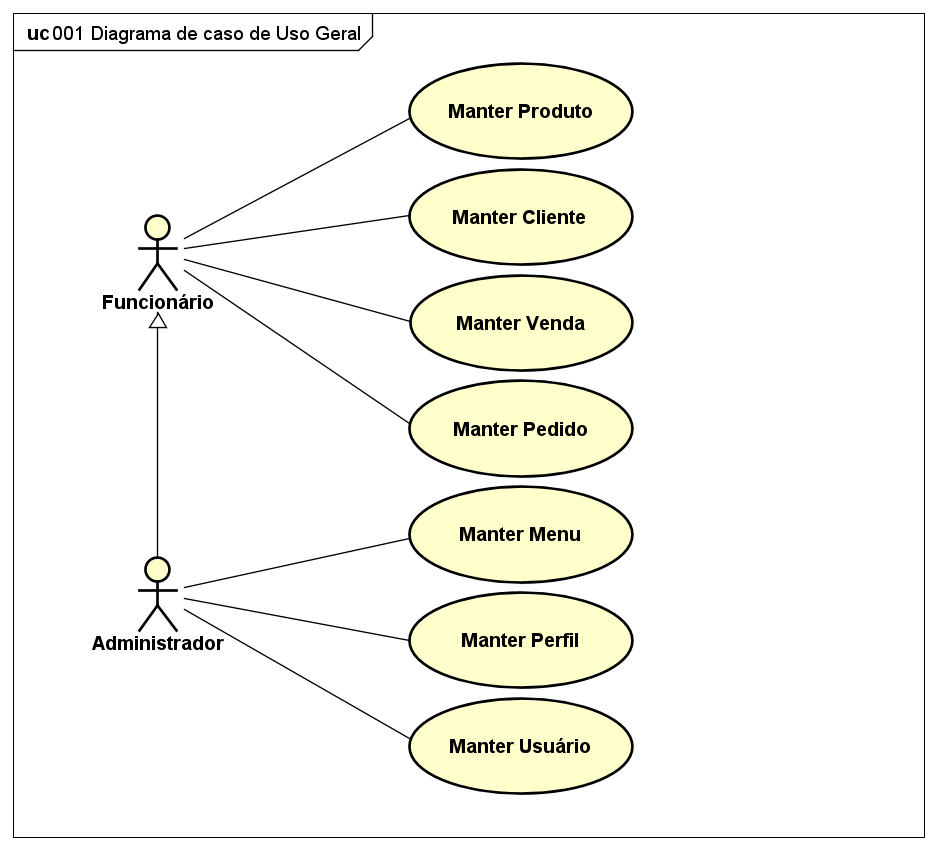 uc 001 Diagrama de caso de Uso Geral
Manter Produto
Manter Cliente
Funcionário
Manter Venda
Manter Pedido
Manter Menu
Manter Perfil
Administrador
Manter Usuário